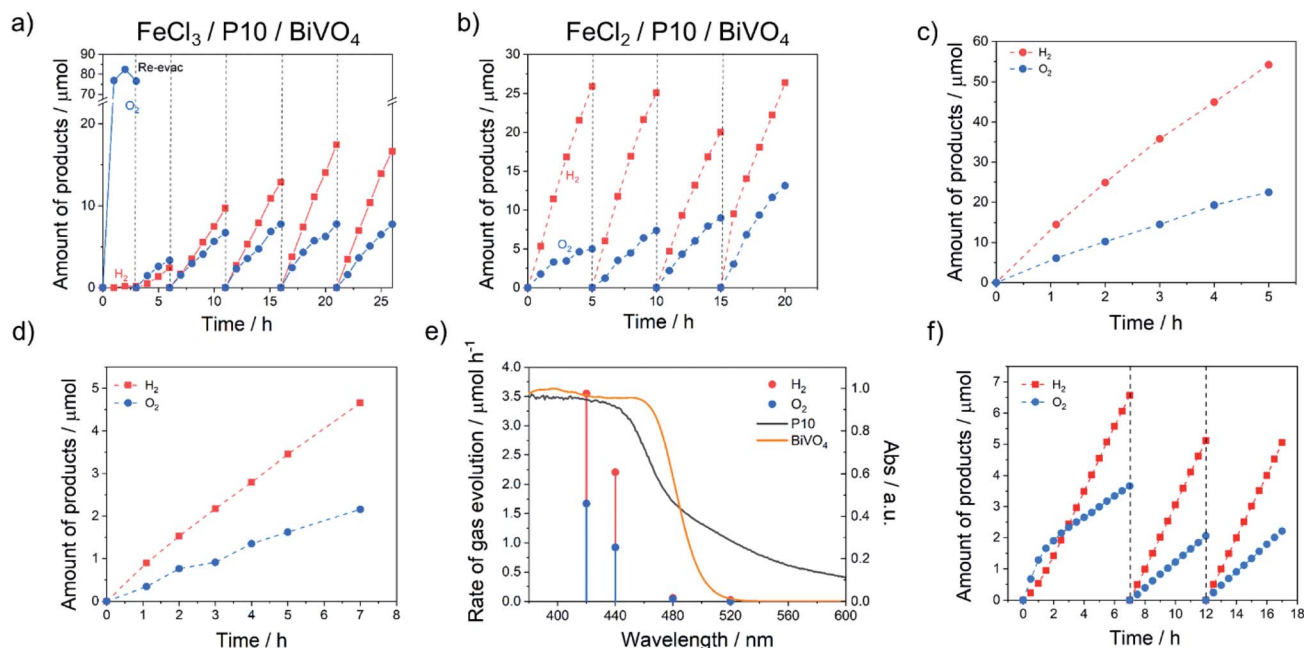 a)
FeCl₃ / P10 / BiVO₄
Amount of products / μmol
90
80
70
20
10
0
Re-evac
O₂
H₂
0 5 10 15 20 25
Time / h
b)
FeCl₂ / P10 / BiVO₄
Amount of products / μmol
30
25
20
15
10
5
0
H₂
O₂
0 5 10 15 20
Time / h
c)
Amount of products / μmol
60
50
40
30
20
10
0
H₂
O₂
0 1 2 3 4 5
Time / h
d)
Amount of products / μmol
5
4
3
2
1
0
H₂
O₂
0 1 2 3 4 5 6 7 8
Time / h
e)
Rate of gas evolution / μmol h⁻¹
4.0
3.5
3.0
2.5
2.0
1.5
1.0
0.5
0.0
H₂
O₂
P10
BiVO₄
1.0
0.8
0.6
0.4
0.2
0.0
Abs / a.u.
400 440 480 520 560 600
Wavelength / nm
f)
Amount of products / μmol
7
6
5
4
3
2
1
0
H₂
O₂
0 2 4 6 8 10 12 14 16 18
Time / h